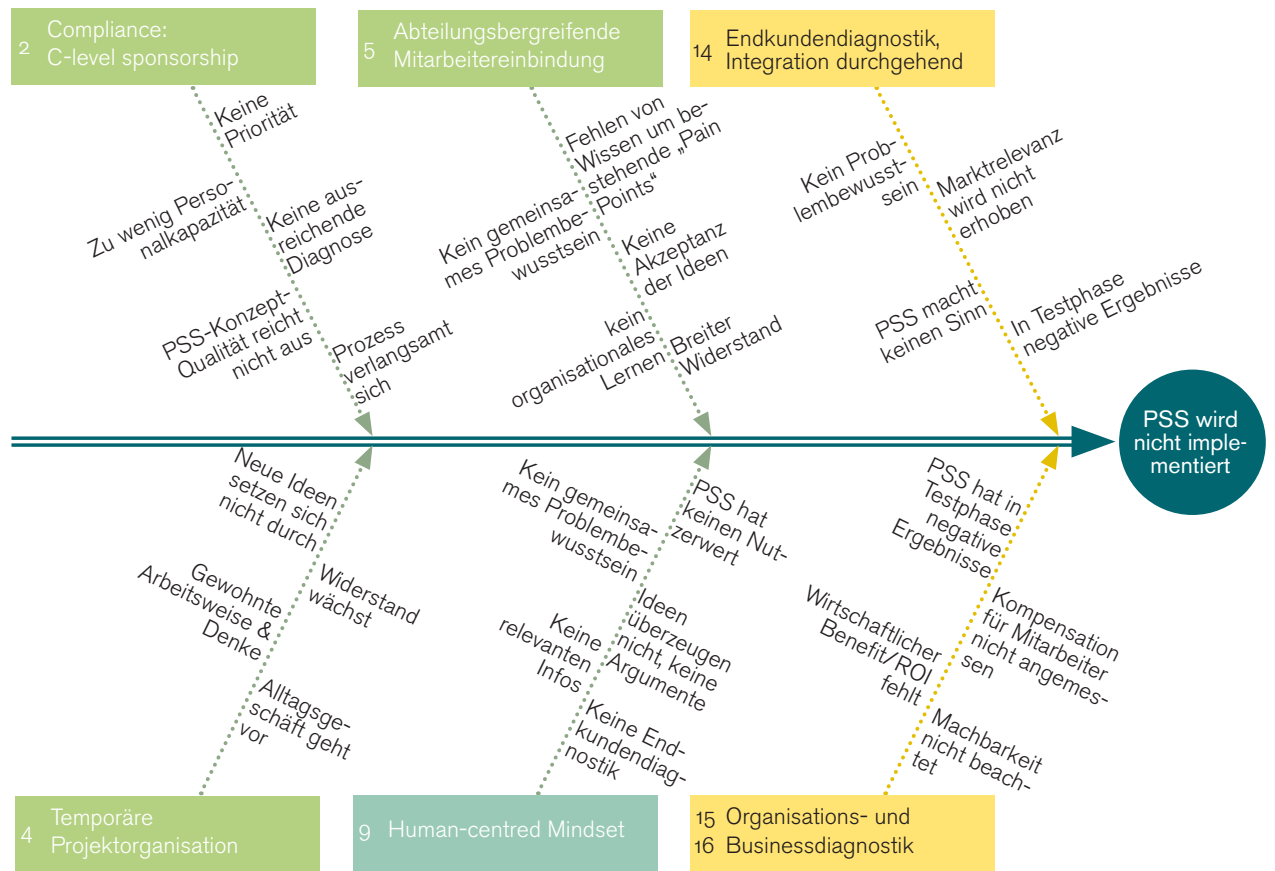 2 Compliance:
C-level sponsorship
5 Abteilungsbergreifende
Mitarbeitereinbindung
14 Endkundendiagnostik,
Integration durchgehend
Keine
Priorität
Zu wenig Perso-
nalkapazität
Keine aus-
reichende
Diagnose
PSS-Konzept-
Qualität reicht
nicht aus
Prozess
verlangsamt
sich
Fehlen von
Wissen um be-
stehende „Pain
Points“
Kein gemeinsa-
mes Problembe-
wusstsein
Keine
Akzeptanz
der Ideen
kein
organisationales
Lernen
Breiter
Widerstand
Kein Prob-
lembewusst-
sein
Marktrelevanz
wird nicht
erhoben
PSS macht
keinen Sinn
In Testphase
negative Ergebnisse
PSS wird
nicht imple-
mentiert
Neue Ideen
setzen sich
nicht durch
Widerstand
wächst
Gewohnte
Arbeitsweise &
Denke
Alltagsge-
schäft geht
vor
Kein gemeinsa-
mes Problembe-
wusstsein
PSS hat
keinen Nut-
zerwert
Keine
relevanten
Infos
Ideen
überzeugen
nicht, keine
Argumente
Keine End-
kundendiag-
nostik
PSS hat in
Testphase
negative
Ergebnisse
Kompensation
für Mitarbeiter
nicht angemes-
sen
Wirtschaftlicher
Benefit/ROI
fehlt
Machbarkeit
nicht beach-
tet
4 Temporäre
Projektorganisation
9 Human-centred Mindset
15 Organisations- und
16 Businessdiagnostik